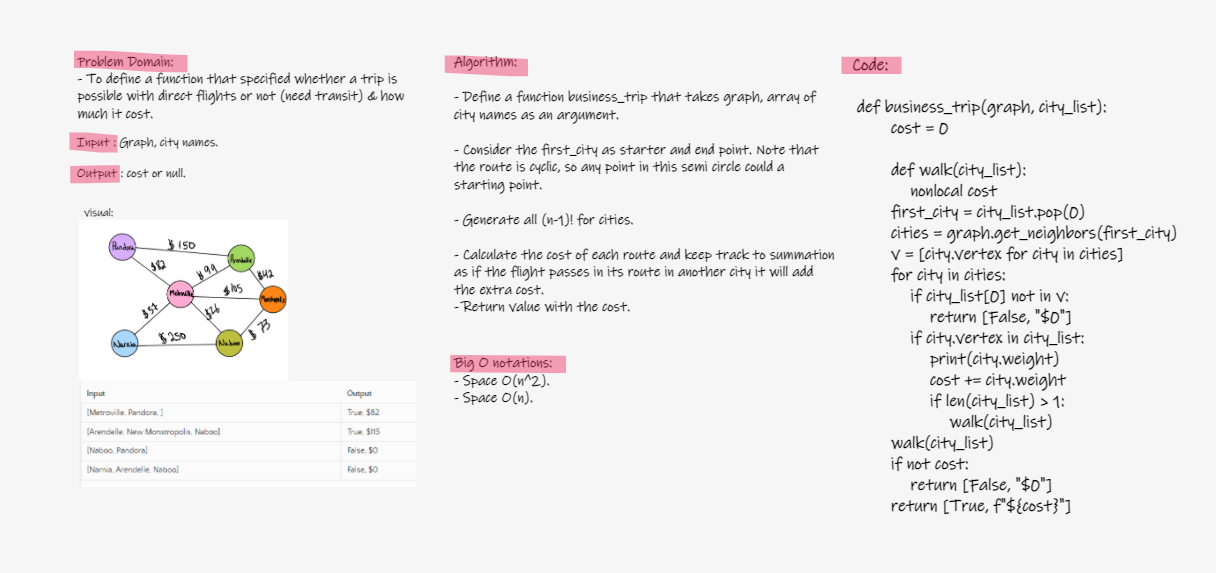 Problem Domain:
- To define a function that specified whether a trip is
possible with direct flights or not (need transit) & how
much it cost.
Input : Graph, city names.
Output : cost or null.
visual:
Pandora
$ 150
Arendelle
$82
$99
$42
Metroville
$105
Monstropolis
$37
$26
$ 73
Narnia
$ 250
Naboo
Input Output
[Metroville, Pandora, ] True, $82
[Arendelle, New Monstropolis, Naboo] True, $115
[Naboo, Pandora] False, $0
[Narnia, Arendelle, Naboo] False, $0
Algorithm:
- Define a function business_trip that takes graph, array of
city names as an argument.
- Consider the first_city as starter and end point. Note that
the route is cyclic, so any point in this semi circle could a
starting point.
- Generate all (n-1)! for cities.
- Calculate the cost of each route and keep track to summation
as if the flight passes in its route in another city it will add
the extra cost.
- Return value with the cost.
Big O notations:
- Space O(n^2).
- Space O(n).
Code:
def business_trip(graph, city_list):
cost = 0
def walk(city_list):
nonlocal cost
first_city = city_list.pop(0)
cities = graph.get_neighbors(first_city)
v = [city.vertex for city in cities]
for city in cities:
if city_list[0] not in v:
return [False, "$0"]
if city.vertex in city_list:
print(city.weight)
cost += city.weight
if len(city_list) > 1:
walk(city_list)
walk(city_list)
if not cost:
return [False, "$0"]
return [True, f"${cost}"]